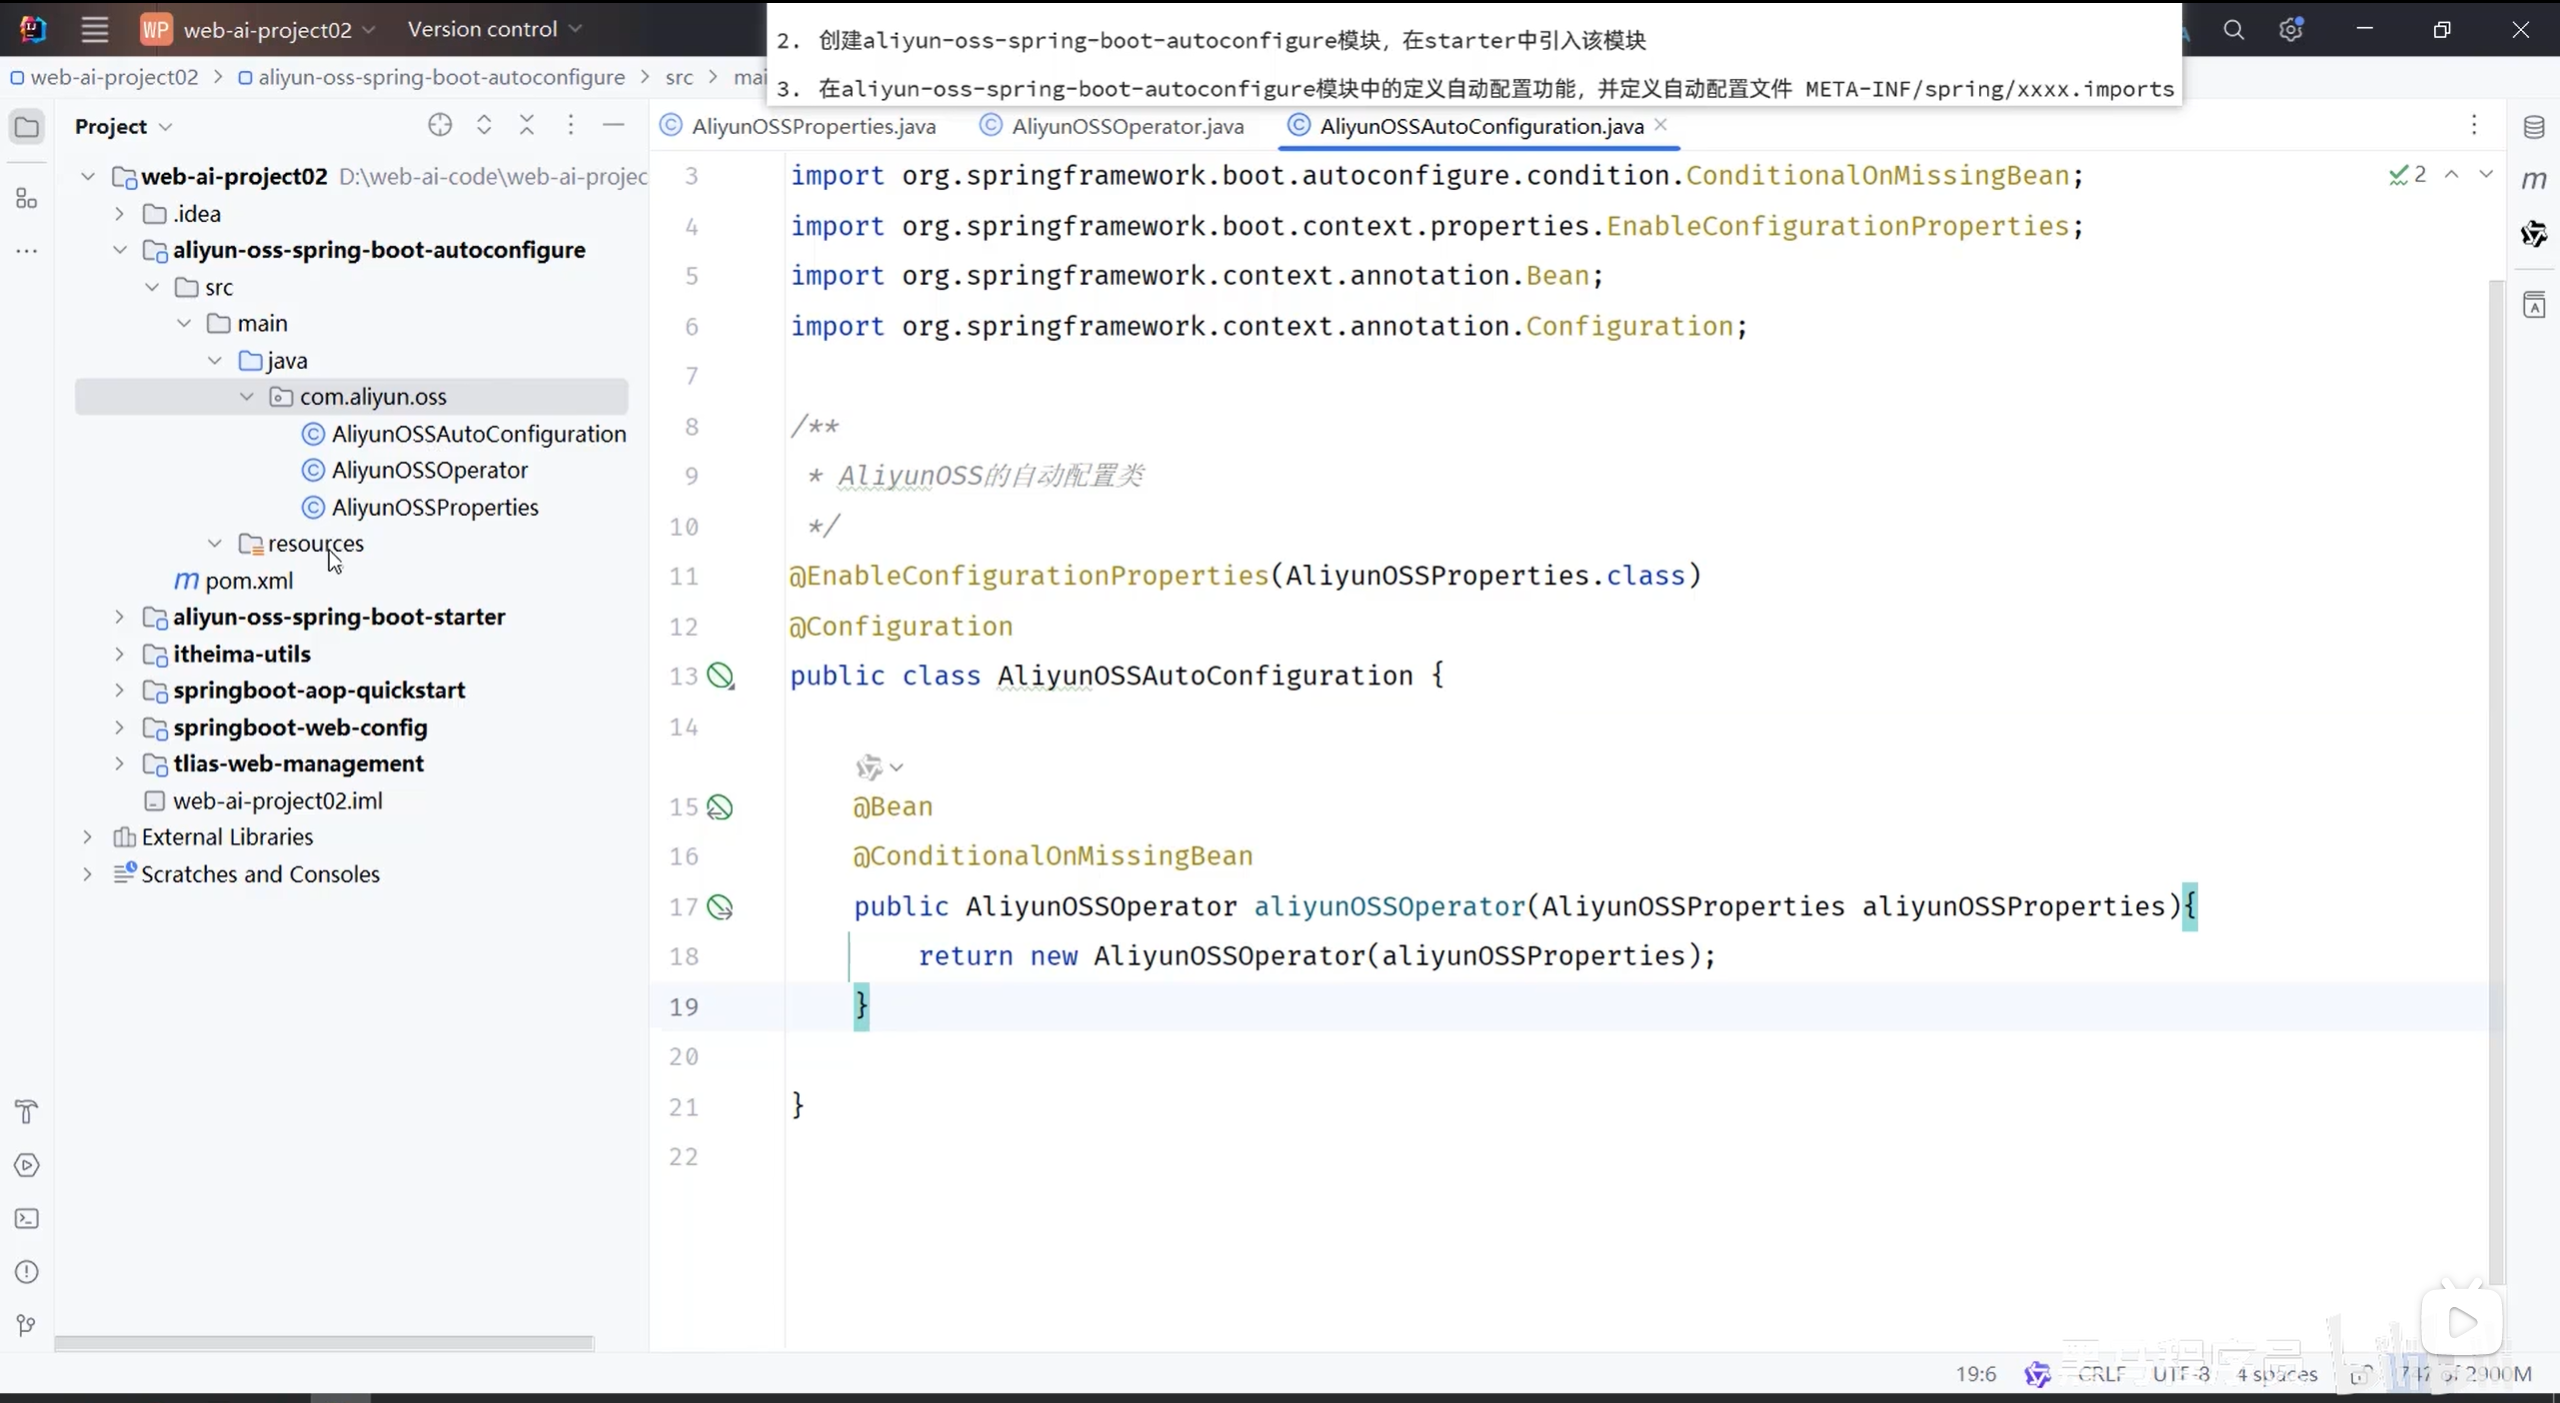 WP web-ai-project02 Version control
2. 创建aliyun-oss-spring-boot-autoconfigure模块，在starter中引入该模块
3. 在aliyun-oss-spring-boot-autoconfigure模块中的定义自动配置功能，并定义自动配置文件 META-INF/spring/xxxx.imports
web-ai-project02 > aliyun-oss-spring-boot-autoconfigure > src > mai
Project
AliyunOSSProperties.java AliyunOSSOperator.java AliyunOSSAutoConfiguration.java
web-ai-project02 D:\web-ai-code\web-ai-projec
.idea
aliyun-oss-spring-boot-autoconfigure
src
main
java
com.aliyun.oss
AliyunOSSAutoConfiguration
AliyunOSSOperator
AliyunOSSProperties
resources
pom.xml
aliyun-oss-spring-boot-starter
itheima-utils
springboot-aop-quickstart
springboot-web-config
tlias-web-management
web-ai-project02.iml
External Libraries
Scratches and Consoles
2
3 import org.springframework.boot.autoconfigure.condition.ConditionalOnMissingBean;
4 import org.springframework.boot.context.properties.EnableConfigurationProperties;
5 import org.springframework.context.annotation.Bean;
6 import org.springframework.context.annotation.Configuration;
7
8 /**
9 * AliyunOSS的自动配置类
10 */
11 @EnableConfigurationProperties(AliyunOSSProperties.class)
12 @Configuration
13 public class AliyunOSSAutoConfiguration {
14
15 @Bean
16 @ConditionalOnMissingBean
17 public AliyunOSSOperator aliyunOSSOperator(AliyunOSSProperties aliyunOSSProperties){
18 return new AliyunOSSOperator(aliyunOSSProperties);
19 }
20
21 }
22
19:6 CRLF UTF-8 4 spaces of 2900M
黑马程序员